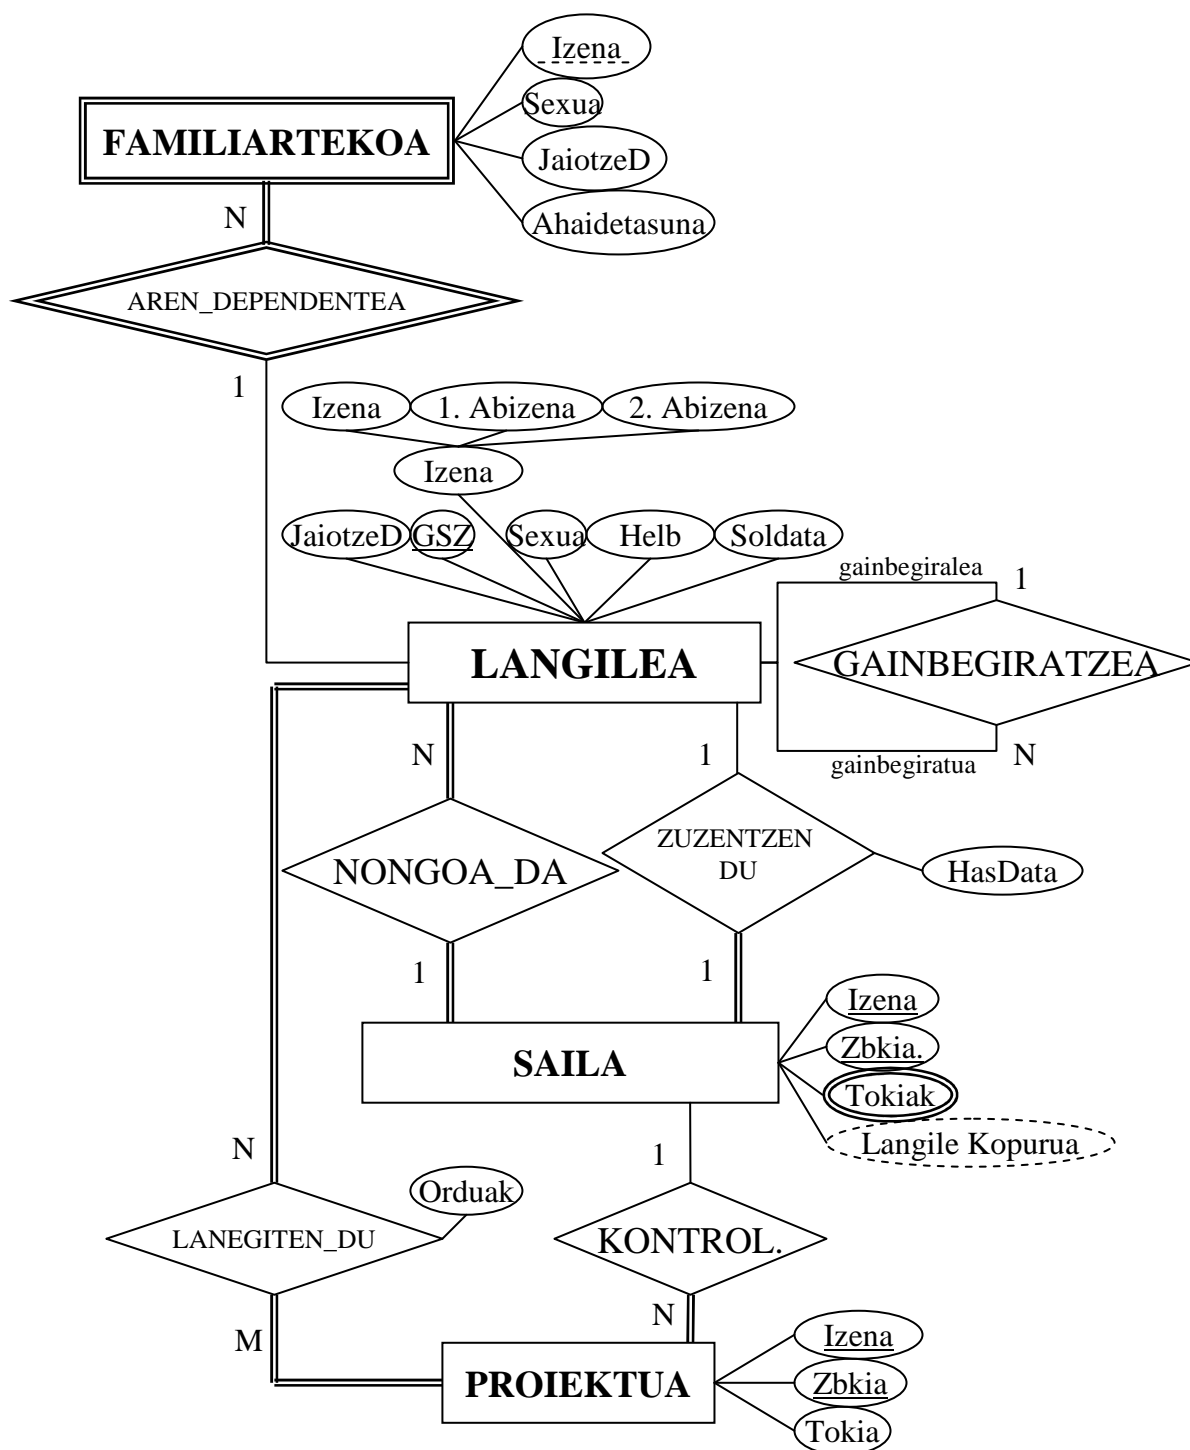 Izena
Sexua
FAMILIARTEKOA
JaiotzeD
Ahaidetasuna
N
AREN_DEPENDENTEA
1
Izena
1. Abizena
2. Abizena
Izena
JaiotzeD
GSZ
Sexua
Helb
Soldata
gainbegiralea
1
LANGILEA
GAINBEGIRATZEA
gainbegiratua
N
N
1
NONGOA_DA
ZUZENTZEN
DU
HasData
1
1
Izena
Zbkia.
SAILA
Tokiak
Langile Kopurua
N
1
Orduak
LANEGITEN_DU
KONTROL.
M
N
Izena
PROIEKTUA
Zbkia
Tokia